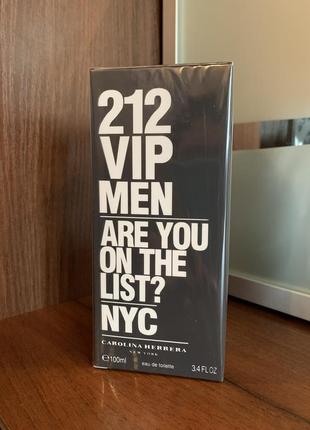 212
VIP
MEN
ARE YOU
ON THE
LIST?
NYC
CAROLINA HERRERA
NEW YORK
℮100ml eau de toilette 3.4 FL.OZ.